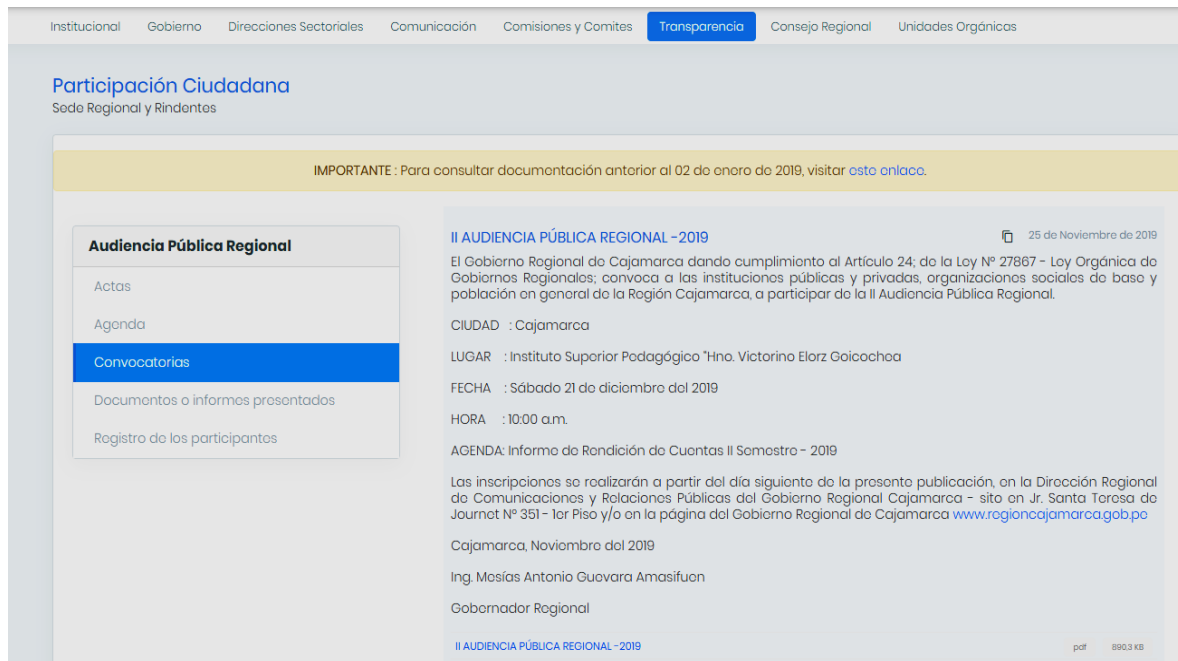 Institucional Gobierno Direcciones Sectoriales Comunicación Comisiones y Comites Transparencia Consejo Regional Unidades Orgánicas
Participación Ciudadana
Sede Regional y Rindentes
IMPORTANTE : Para consultar documentación anterior al 02 de enero de 2019, visitar este enlace.
Audiencia Pública Regional
Actas
Agenda
Convocatorias
Documentos o informes presentados
Registro de los participantes
II AUDIENCIA PÚBLICA REGIONAL -2019
25 de Noviembre de 2019
El Gobierno Regional de Cajamarca dando cumplimiento al Artículo 24; de la Ley Nº 27867 - Ley Orgánica de
Gobiernos Regionales; convoca a las instituciones públicas y privadas, organizaciones sociales de base y
población en general de la Región Cajamarca, a participar de la II Audiencia Pública Regional.
CIUDAD : Cajamarca
LUGAR : Instituto Superior Pedagógico "Hno. Victorino Elorz Goicochea
FECHA : Sábado 21 de diciembre del 2019
HORA : 10:00 a.m.
AGENDA: Informe de Rendición de Cuentas II Semestre - 2019
Las inscripciones se realizarán a partir del día siguiente de la presente publicación, en la Dirección Regional
de Comunicaciones y Relaciones Públicas del Gobierno Regional Cajamarca - sito en Jr. Santa Teresa de
Journet Nº 351 - 1er Piso y/o en la página del Gobierno Regional de Cajamarca www.regioncajamarca.gob.pe
Cajamarca, Noviembre del 2019
Ing. Mesías Antonio Guevara Amasifuen
Gobernador Regional
II AUDIENCIA PÚBLICA REGIONAL -2019 pdf 890.3 KB